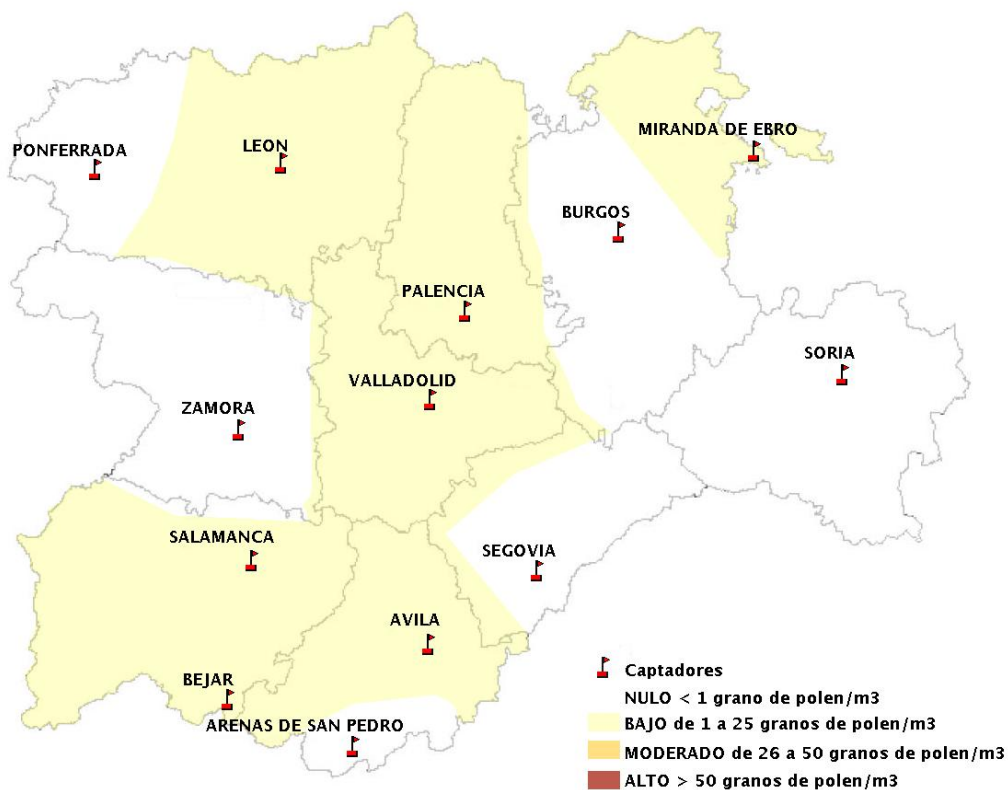 MIRANDA DE EBRO
PONFERRADA
LEON
BURGOS
PALENCIA
SORIA
VALLADOLID
ZAMORA
SALAMANCA
SEGOVIA
AVILA
BEJAR
ARENAS DE SAN PEDRO
Captadores
NULO < 1 grano de polen/m3
BAJO de 1 a 25 granos de polen/m3
MODERADO de 26 a 50 granos de polen/m3
ALTO > 50 granos de polen/m3